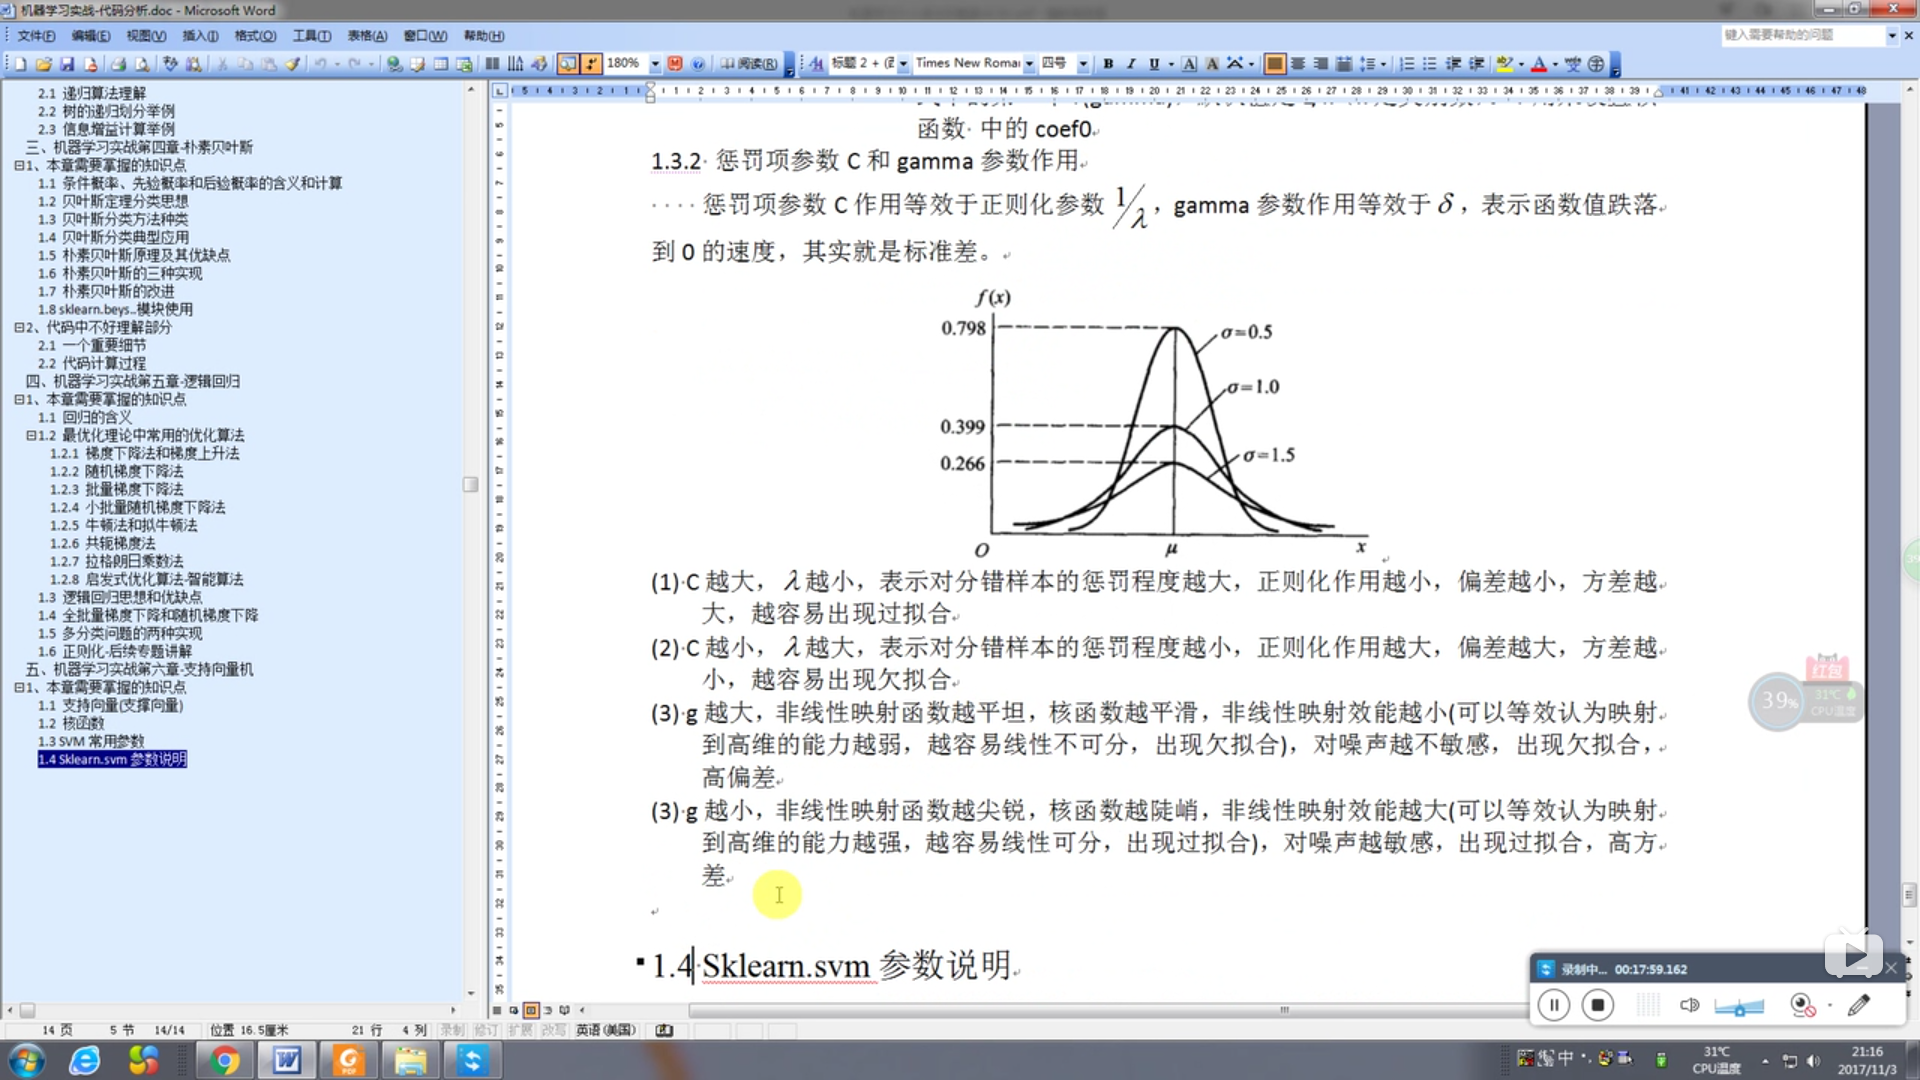 机器学习实战-代码分析.doc - Microsoft Word
文件(F) 编辑(E) 视图(V) 插入(I) 格式(O) 工具(T) 表格(A) 窗口(W) 帮助(H)
键入需要帮助的问题
180%
阅读(R)
标题 2 +
Times New Roma
四号
B I U A A
2.1 递归算法理解
2.2 树的递归划分举例
2.3 信息增益计算举例
三、机器学习实战第四章-朴素贝叶斯
1、本章需要掌握的知识点
1.1 条件概率、先验概率和后验概率的含义和计算
1.2 贝叶斯定理分类思想
1.3 贝叶斯分类方法种类
1.4 贝叶斯分类典型应用
1.5 朴素贝叶斯原理及其优缺点
1.6 朴素贝叶斯的三种实现
1.7 朴素贝叶斯的改进
1.8 sklearn.beys..模块使用
2、代码中不好理解部分
2.1 一个重要细节
2.2 代码计算过程
四、机器学习实战第五章-逻辑回归
1、本章需要掌握的知识点
1.1 回归的含义
1.2 最优化理论中常用的优化算法
1.2.1 梯度下降法和梯度上升法
1.2.2 随机梯度下降法
1.2.3 批量梯度下降法
1.2.4 小批量随机梯度下降法
1.2.5 牛顿法和拟牛顿法
1.2.6 共轭梯度法
1.2.7 拉格朗日乘数法
1.2.8 启发式优化算法-智能算法
1.3 逻辑回归思想和优缺点
1.4 全批量梯度下降和随机梯度下降
1.5 多分类问题的两种实现
1.6 正则化-后续专题讲解
五、机器学习实战第六章-支持向量机
1、本章需要掌握的知识点
1.1 支持向量(支撑向量)
1.2 核函数
1.3 SVM 常用参数
1.4 Sklearn.svm 参数说明
函数 中的 coef0
1.3.2 惩罚项参数 C 和 gamma 参数作用
惩罚项参数 C 作用等效于正则化参数 1/λ，gamma 参数作用等效于 δ，表示函数值跌落
到 0 的速度，其实就是标准差。
f(x)
0.798
σ=0.5
σ=1.0
0.399
0.266
σ=1.5
O μ x
(1) C 越大，λ 越小，表示对分错样本的惩罚程度越大，正则化作用越小，偏差越小，方差越
大，越容易出现过拟合
(2) C 越小，λ 越大，表示对分错样本的惩罚程度越小，正则化作用越大，偏差越大，方差越
小，越容易出现欠拟合
(3) g 越大，非线性映射函数越平坦，核函数越平滑，非线性映射效能越小(可以等效认为映射
到高维的能力越弱，越容易线性不可分，出现欠拟合)，对噪声越不敏感，出现欠拟合，
高偏差
(3) g 越小，非线性映射函数越尖锐，核函数越陡峭，非线性映射效能越大(可以等效认为映射
到高维的能力越强，越容易线性可分，出现过拟合)，对噪声越敏感，出现过拟合，高方
差
1.4 Sklearn.svm 参数说明
红包
39%
31℃
CPU温度
录制中... 00:17:59.162
14 页 5 节 14/14 位置 16.5厘米 21 行 4 列 录制 修订 扩展 改写 英语(美国)
中
31℃
CPU温度
21:16
2017/11/3